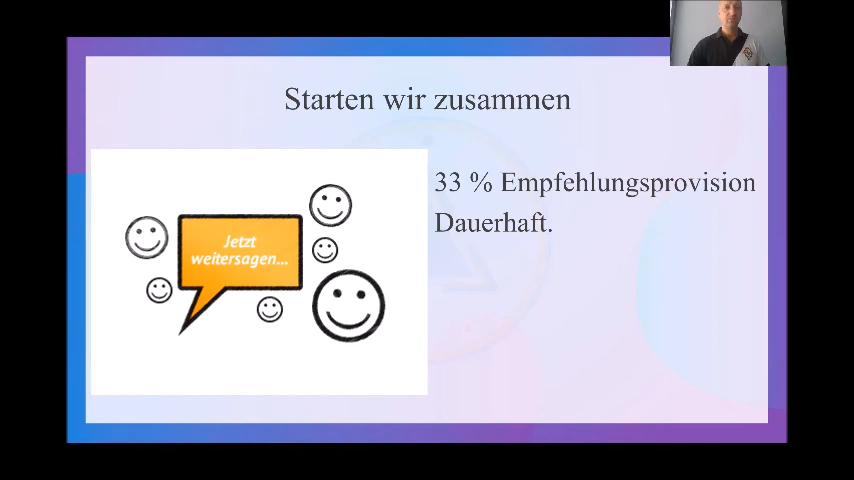 Starten wir zusammen
Jetzt
weitersagen...
33 % Empfehlungsprovision
Dauerhaft.